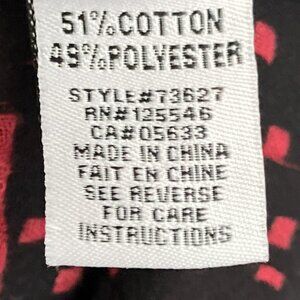 51%COTTON
49%POLYESTER
STYLE#73627
RN#125546
CA#05633
MADE IN CHINA
FAIT EN CHINE
SEE REVERSE
FOR CARE
INSTRUCTIONS